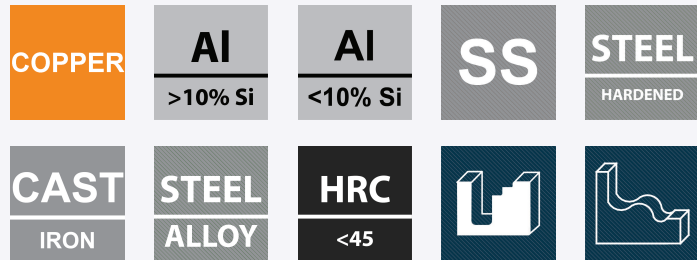 COPPER
Al
>10% Si
Al
<10% Si
SS
STEEL
HARDENED
CAST
IRON
STEEL
ALLOY
HRC
<45